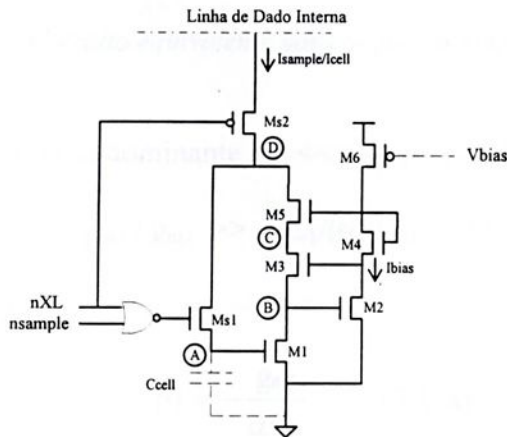 Linha de Dado Interna
Isample/Icell
Ms2
D
M6
Vbias
M5
C
M4
M3
Ibias
nXL
nsample
Ms1
B
M2
A
M1
Ccell